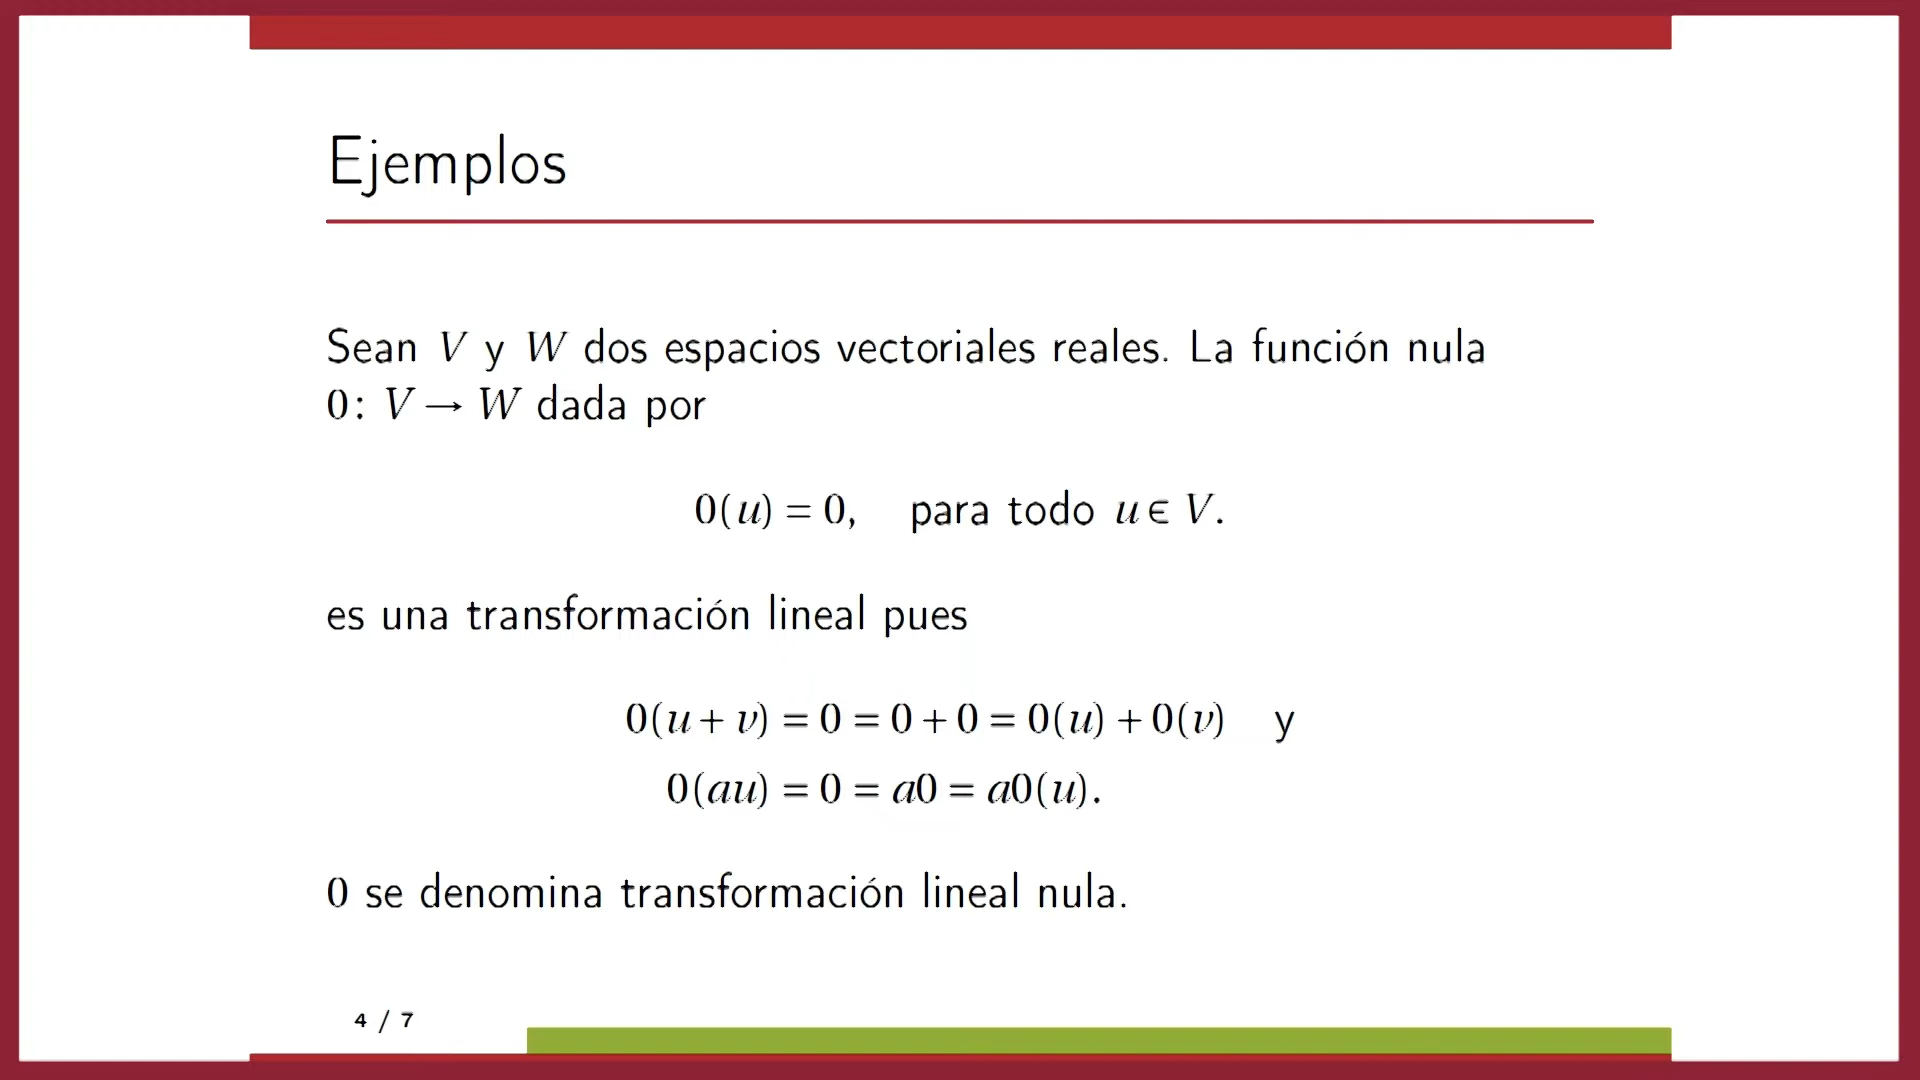 Ejemplos
Sean V y W dos espacios vectoriales reales. La función nula
0: V → W dada por
0(u) = 0, para todo u ∈ V.
es una transformación lineal pues
0(u + v) = 0 = 0 + 0 = 0(u) + 0(v) y
0(au) = 0 = a0 = a0(u).
0 se denomina transformación lineal nula.
4 / 7